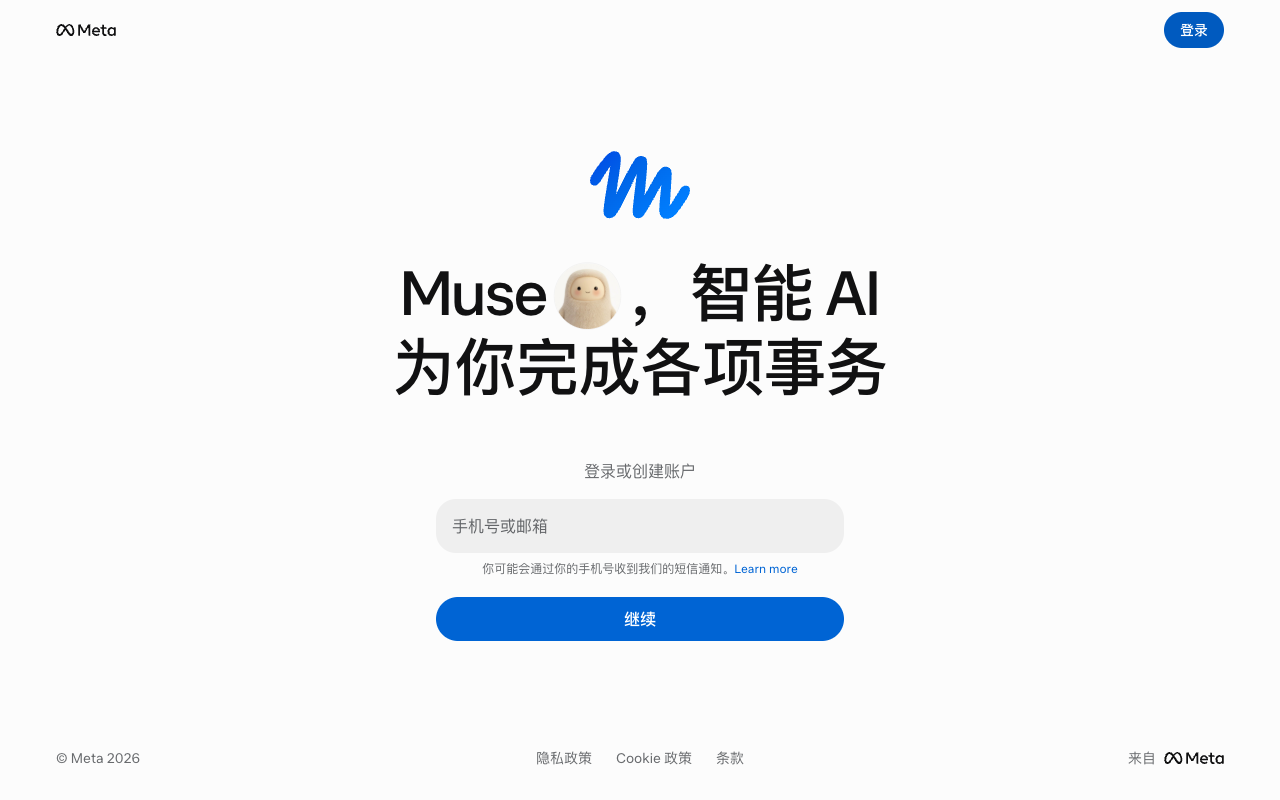 Meta
登录
Muse，智能 AI
为你完成各项事务
登录或创建账户
手机号或邮箱
你可能会通过你的手机号收到我们的短信通知。Learn more
继续
© Meta 2026
隐私政策
Cookie 政策
条款
来自 Meta